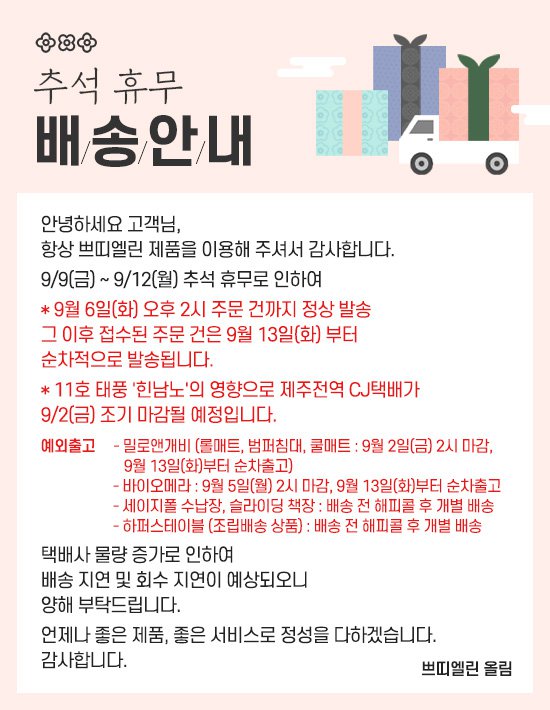 추석 휴무
배/송/안/내
안녕하세요 고객님,
항상 쁘띠엘린 제품을 이용해 주셔서 감사합니다.
9/9(금) ~ 9/12(월) 추석 휴무로 인하여
* 9월 6일(화) 오후 2시 주문 건까지 정상 발송
그 이후 접수된 주문 건은 9월 13일(화) 부터
순차적으로 발송됩니다.
* 11호 태풍 '힌남노'의 영향으로 제주전역 CJ택배가
9/2(금) 조기 마감될 예정입니다.
예외출고 - 밀로앤개비 (롤매트, 범퍼침대, 쿨매트 : 9월 2일(금) 2시 마감,
9월 13일(화)부터 순차출고)
- 바이오메라 : 9월 5일(월) 2시 마감, 9월 13일(화)부터 순차출고
- 세이지폴 수납장, 슬라이딩 책장 : 배송 전 해피콜 후 개별 배송
- 하퍼스테이블 (조립배송 상품) : 배송 전 해피콜 후 개별 배송
택배사 물량 증가로 인하여
배송 지연 및 회수 지연이 예상되오니
양해 부탁드립니다.
언제나 좋은 제품, 좋은 서비스로 정성을 다하겠습니다.
감사합니다.
쁘띠엘린 올림